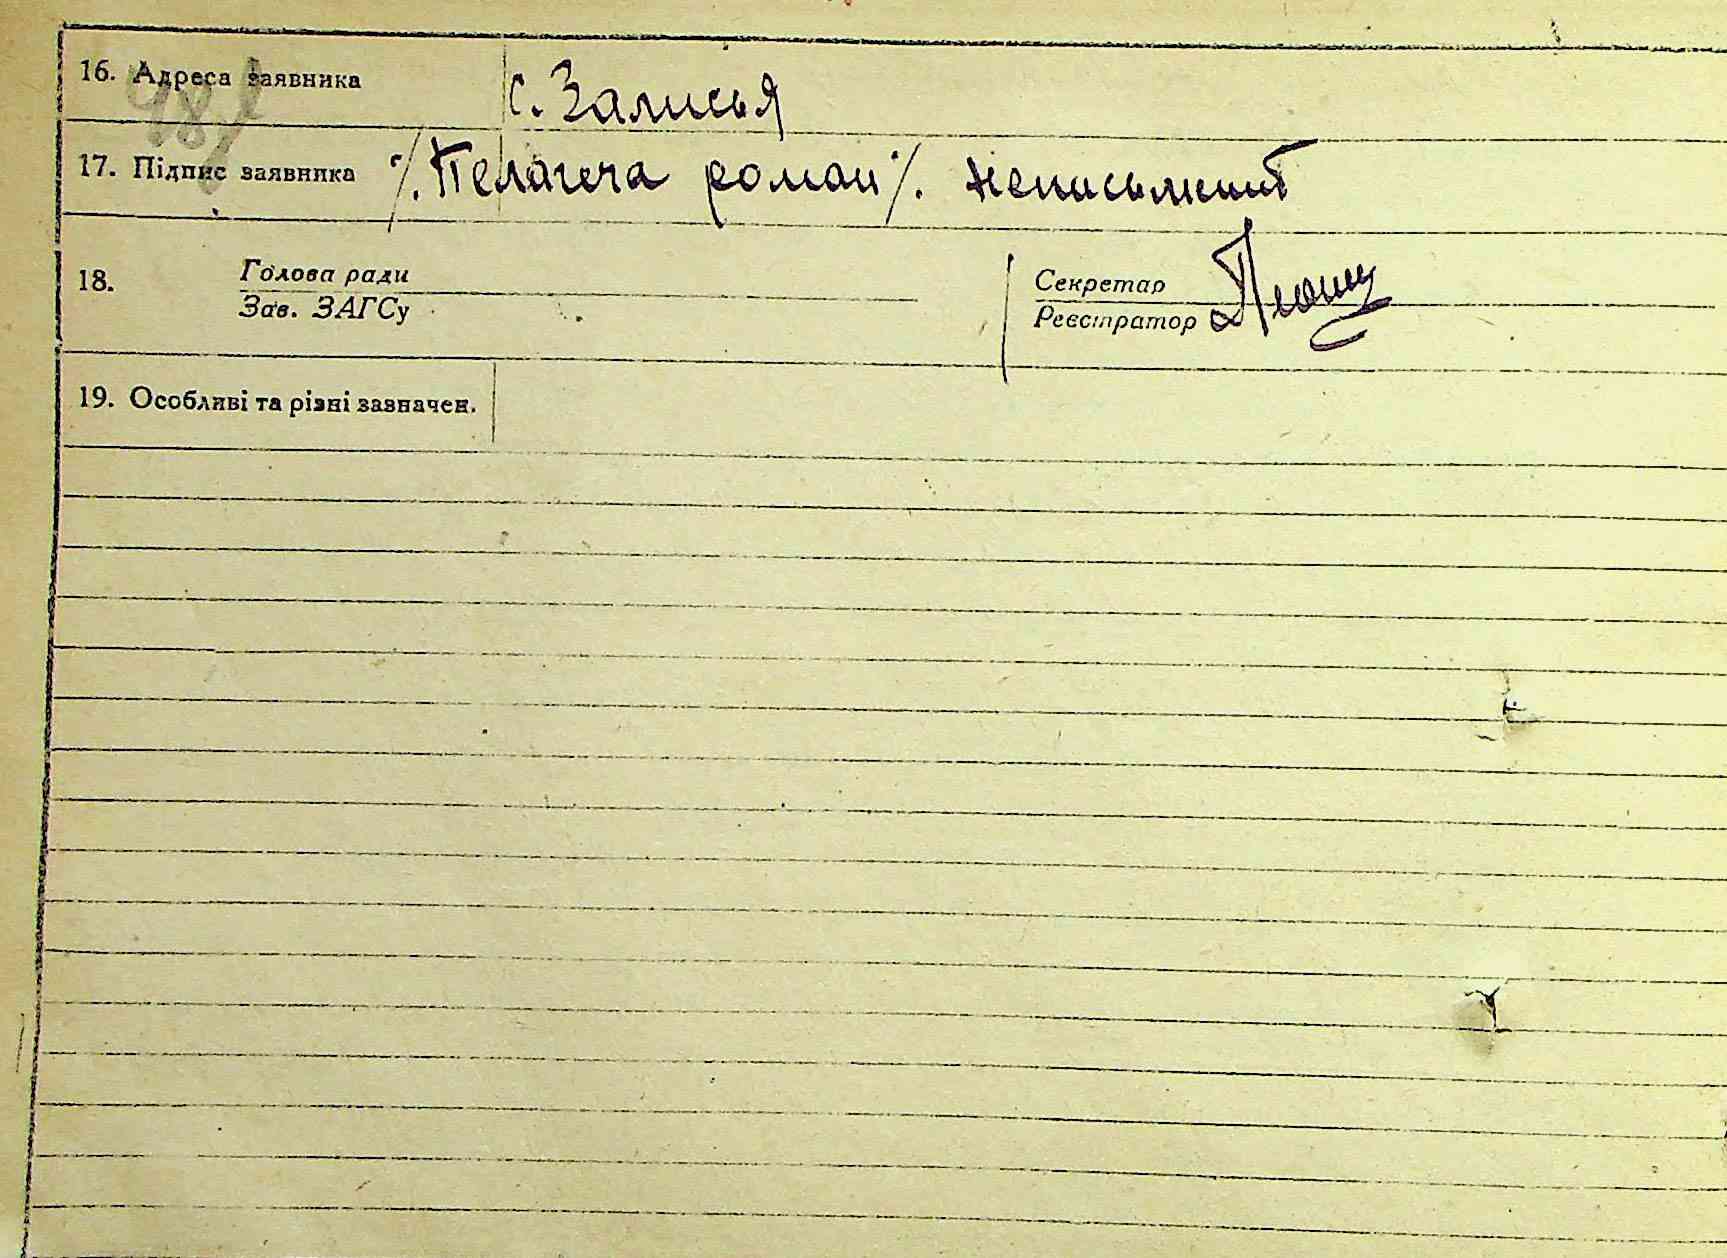 16. Адреса заявника с. Залисья
17. Підпис заявника ./. Пелагеча роман ./. неписьмений
18. Голова ради Секретар
Зав. ЗАГСу Реєстратор
19. Особливі та різні зазначен.